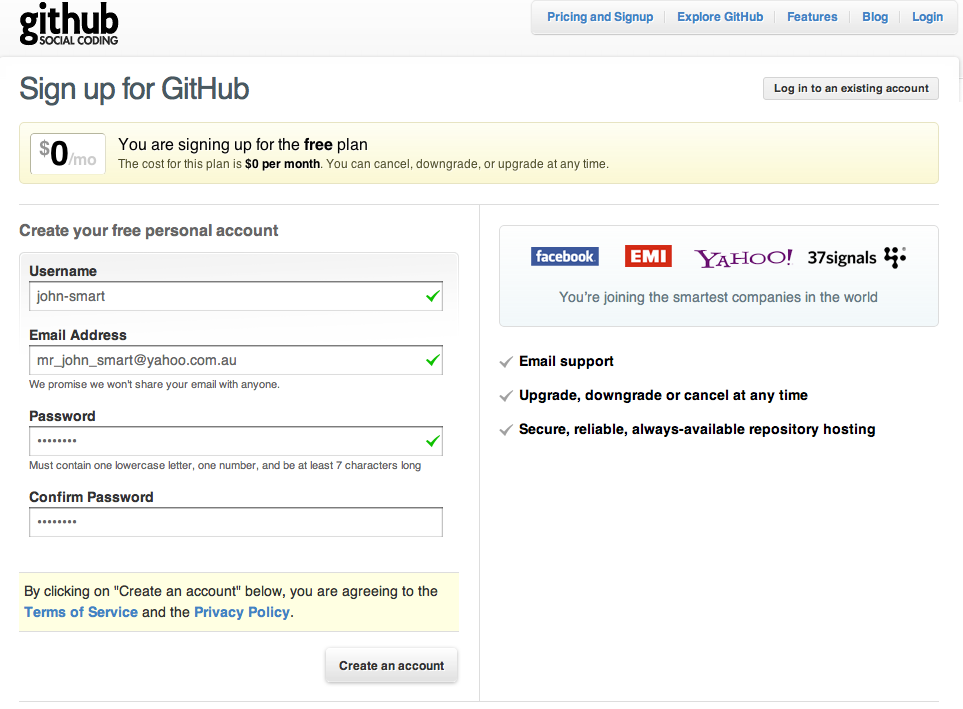 github
SOCIAL CODING
Pricing and Signup Explore GitHub Features Blog Login
Sign up for GitHub
Log in to an existing account
$0/mo
You are signing up for the free plan
The cost for this plan is $0 per month. You can cancel, downgrade, or upgrade at any time.
Create your free personal account
Username
john-smart
Email Address
mr_john_smart@yahoo.com.au
We promise we won't share your email with anyone.
Password
••••••••
Must contain one lowercase letter, one number, and be at least 7 characters long
Confirm Password
••••••••
By clicking on "Create an account" below, you are agreeing to the
Terms of Service and the Privacy Policy.
Create an account
facebook EMI YAHOO! 37signals
You're joining the smartest companies in the world
Email support
Upgrade, downgrade or cancel at any time
Secure, reliable, always-available repository hosting